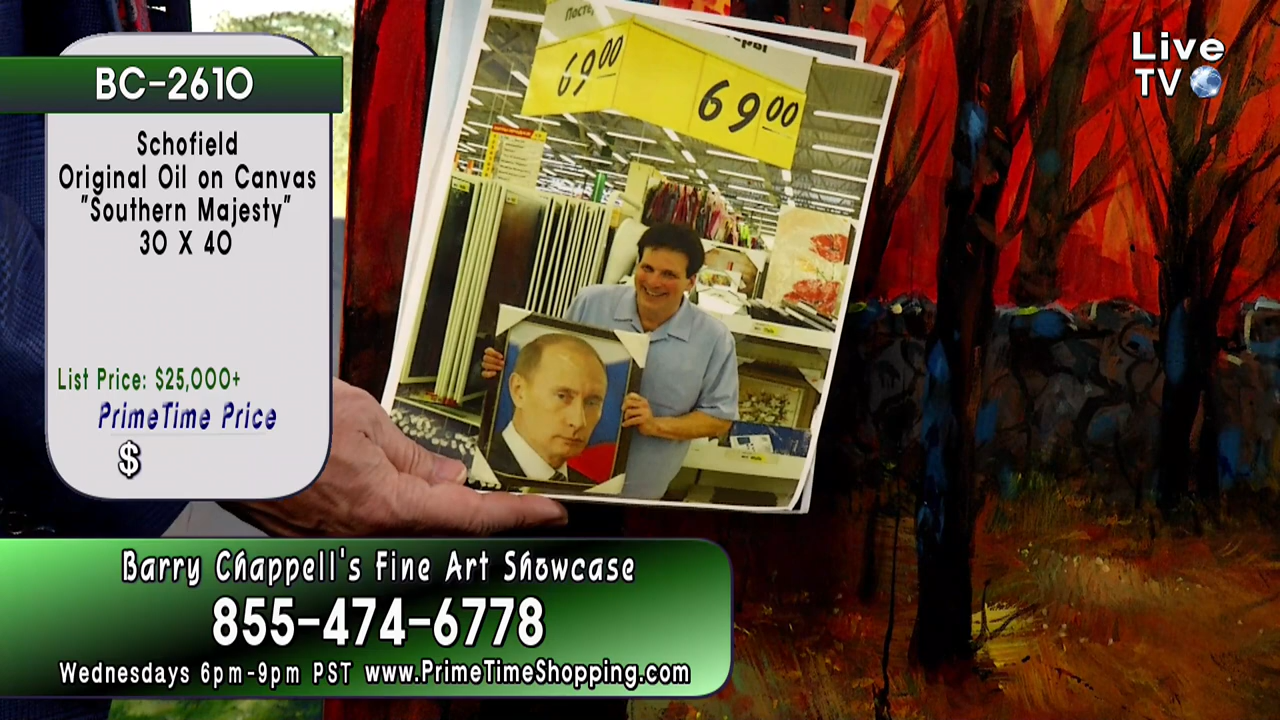 BC-2610
Schofield
Original Oil on Canvas
"Southern Majesty"
30 X 40
List Price: $25,000+
PrimeTime Price
$
69 00
69 00
Live
TV
Barry Chappell's Fine Art Showcase
855-474-6778
Wednesdays 6pm-9pm PST www.PrimeTimeShopping.com